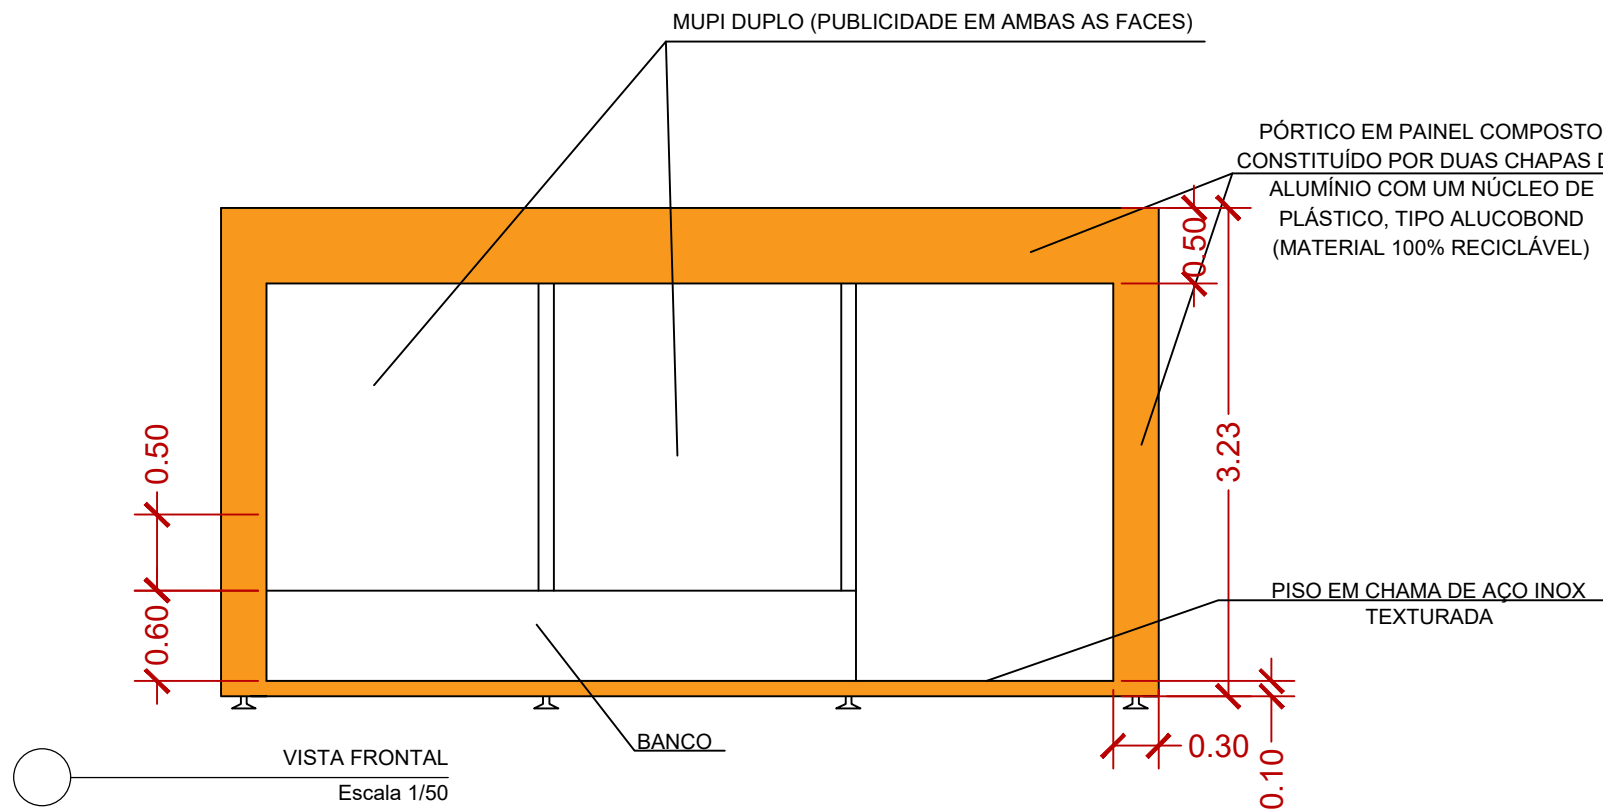 MUPI DUPLO (PUBLICIDADE EM AMBAS AS FACES)
PÓRTICO EM PAINEL COMPOSTO
CONSTITUÍDO POR DUAS CHAPAS D
ALUMÍNIO COM UM NÚCLEO DE
PLÁSTICO, TIPO ALUCOBOND
(MATERIAL 100% RECICLÁVEL)
0.50
3.23
0.50
0.60
PISO EM CHAMA DE AÇO INOX
TEXTURADA
BANCO
0.30
0.10
VISTA FRONTAL
Escala 1/50